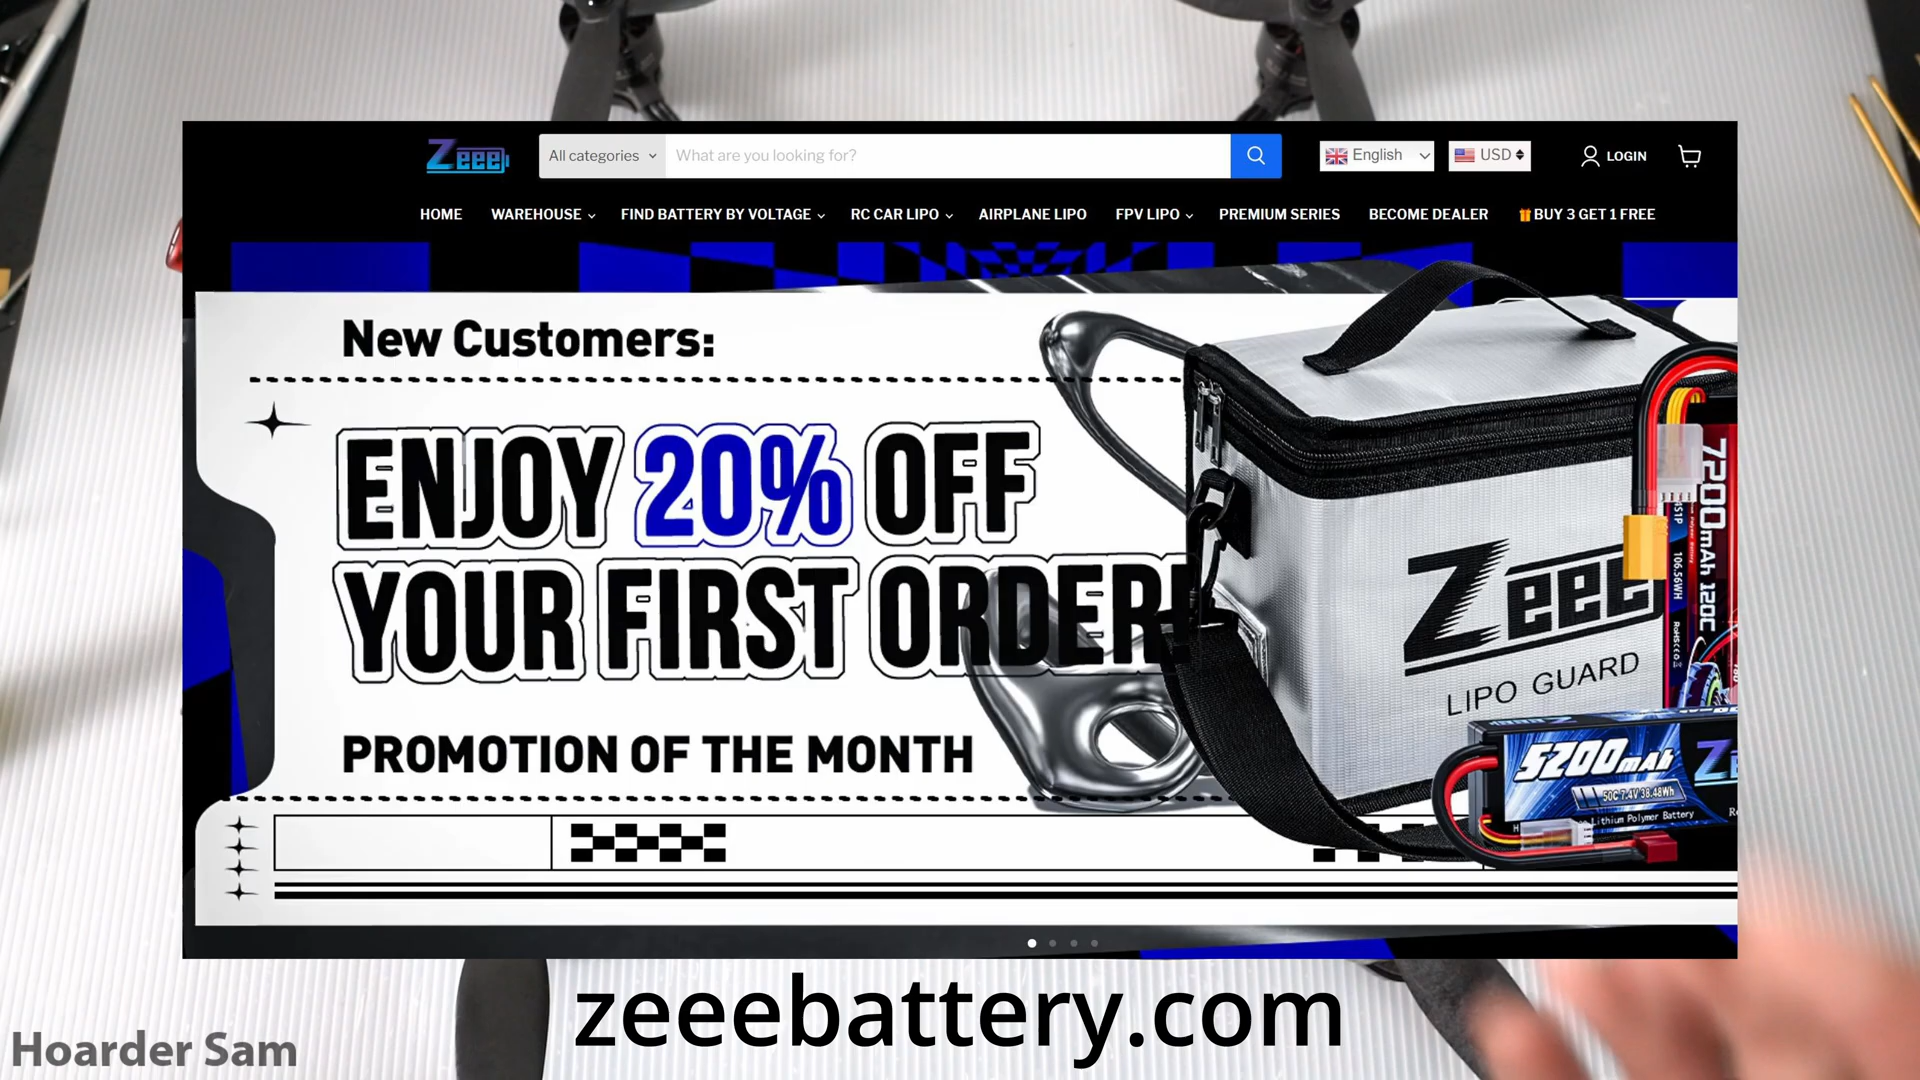 Zeee
All categories
What are you looking for?
English
USD
LOGIN
HOME
WAREHOUSE
FIND BATTERY BY VOLTAGE
RC CAR LIPO
AIRPLANE LIPO
FPV LIPO
PREMIUM SERIES
BECOME DEALER
BUY 3 GET 1 FREE
New Customers:
ENJOY 20% OFF
YOUR FIRST ORDER!
PROMOTION OF THE MONTH
Zeee
LIPO GUARD
7200mAh 120C
106.56WH
RoHS
5200mAh
50C 7.4V 38.48Wh
Lithium Polymer Battery
zeeebattery.com
Hoarder Sam